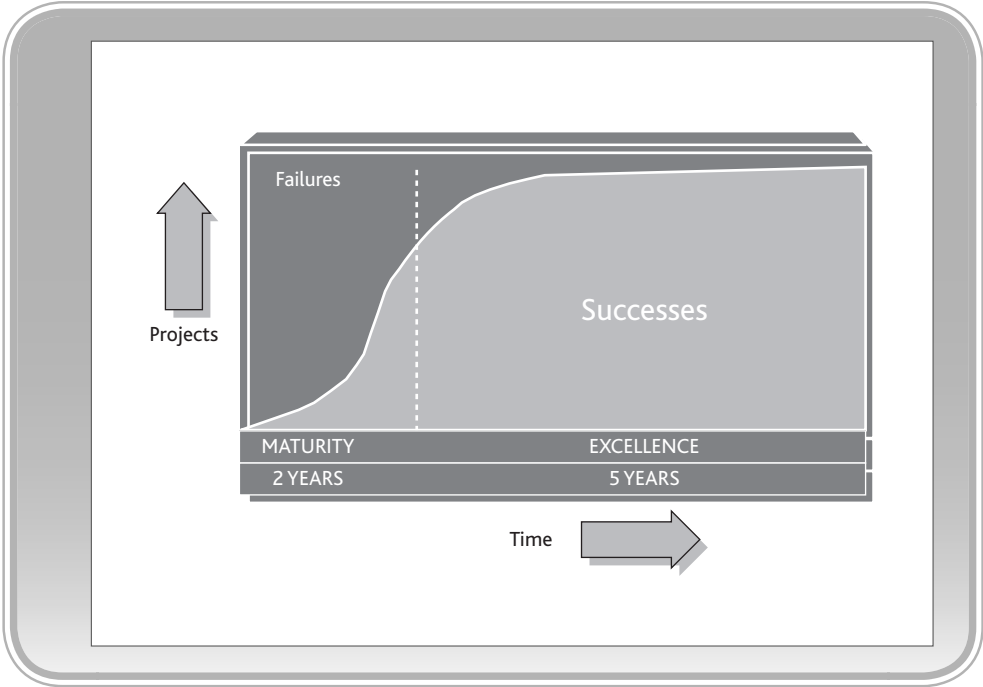 Failures
Successes
Projects
MATURITY EXCELLENCE
2 YEARS 5 YEARS
Time